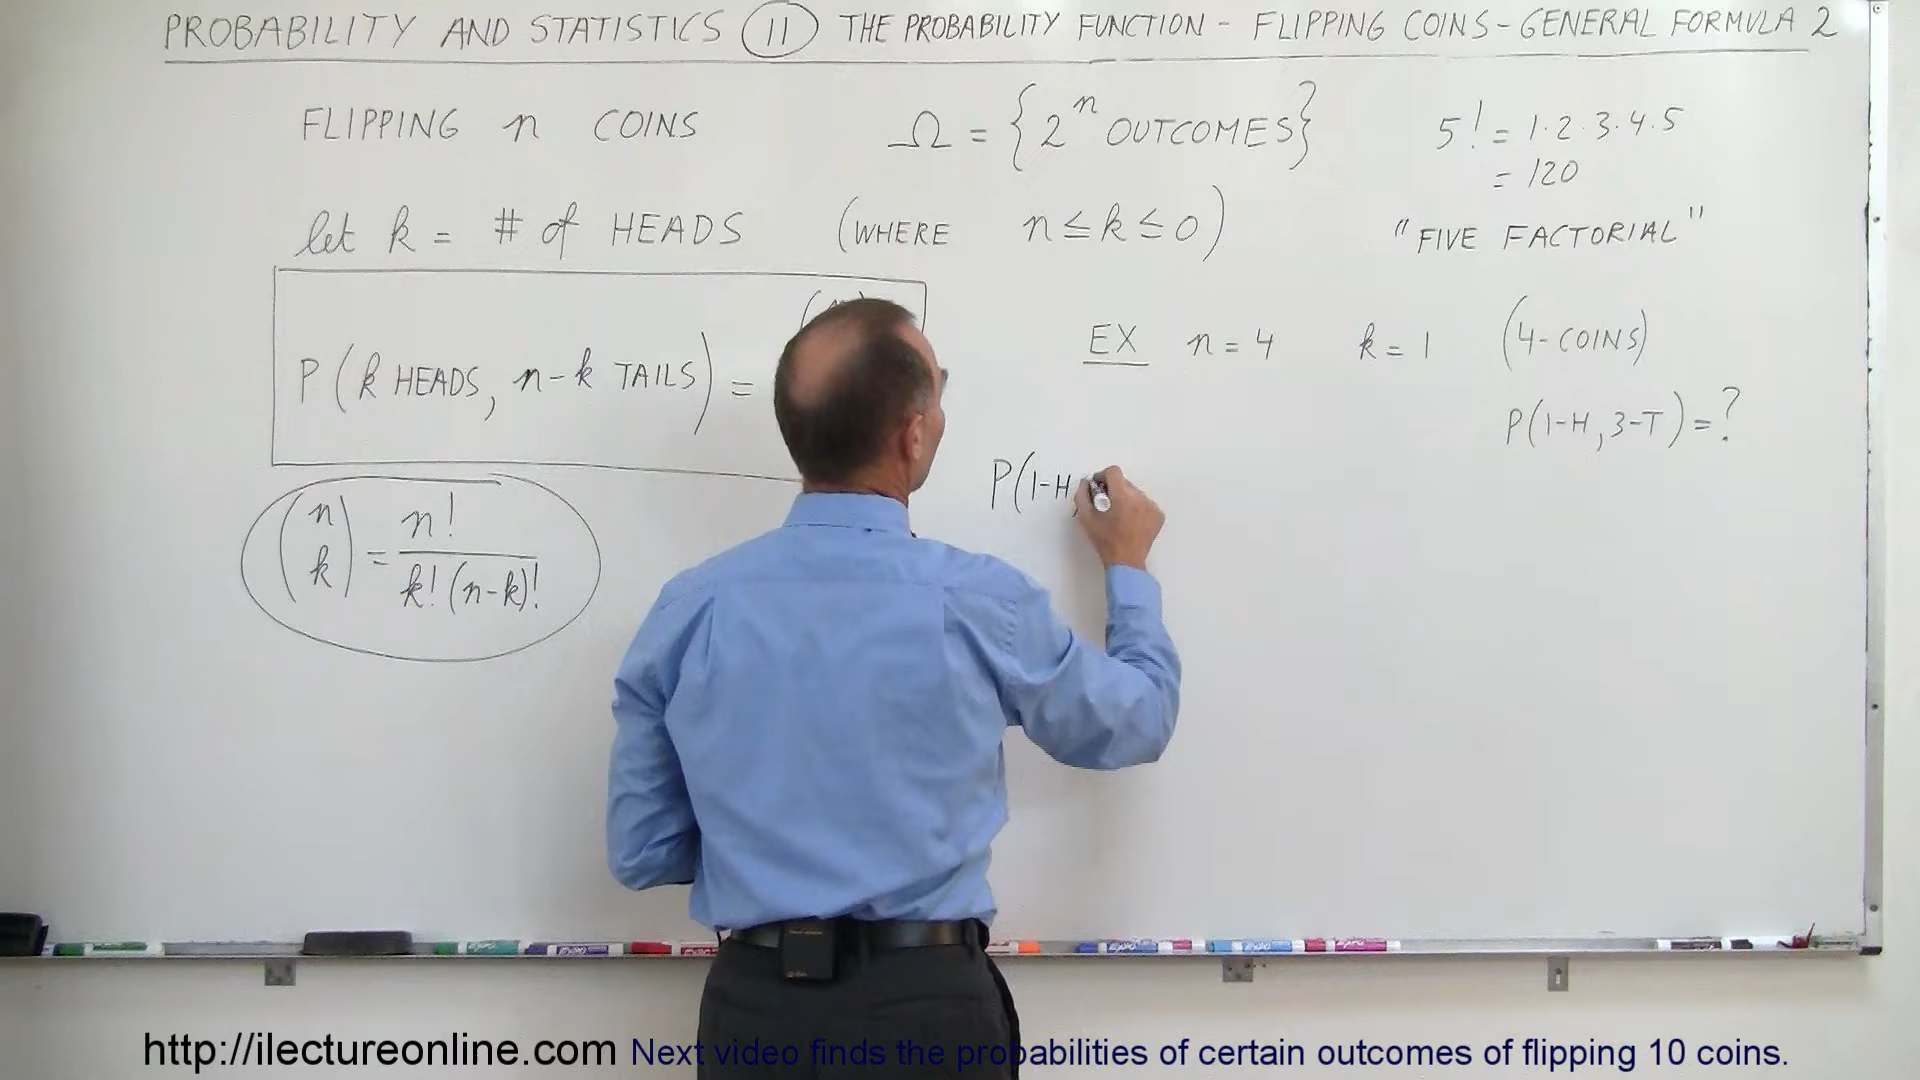 PROBABILITY AND STATISTICS 11 THE PROBABILITY FUNCTION - FLIPPING COINS - GENERAL FORMULA 2
FLIPPING n COINS
Ω = {2^n OUTCOMES}
5! = 1·2·3·4·5
= 120
let k = # of HEADS (WHERE n ≤ k ≤ 0)
"FIVE FACTORIAL"
P(k HEADS, n-k TAILS) =
EX n = 4 k = 1 (4-COINS)
P(1-H, 3-T) = ?
P(1-H,
(n k) = n! / k! (n-k)!
http://ilectureonline.com Next video finds the probabilities of certain outcomes of flipping 10 coins.